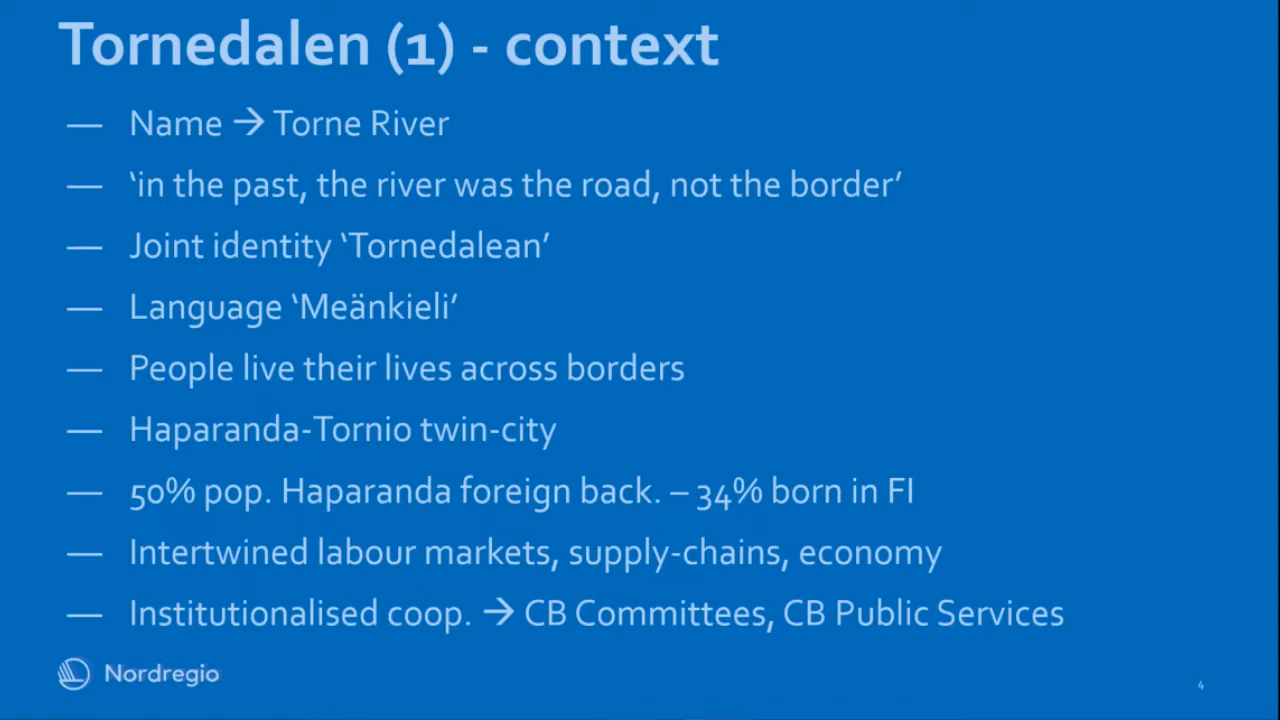 Tornedalen (1) - context
— Name → Torne River
— ‘in the past, the river was the road, not the border’
— Joint identity ‘Tornedalean’
— Language ‘Meänkieli’
— People live their lives across borders
— Haparanda-Tornio twin-city
— 50% pop. Haparanda foreign back. – 34% born in FI
— Intertwined labour markets, supply-chains, economy
— Institutionalised coop. → CB Committees, CB Public Services
Nordregio
4